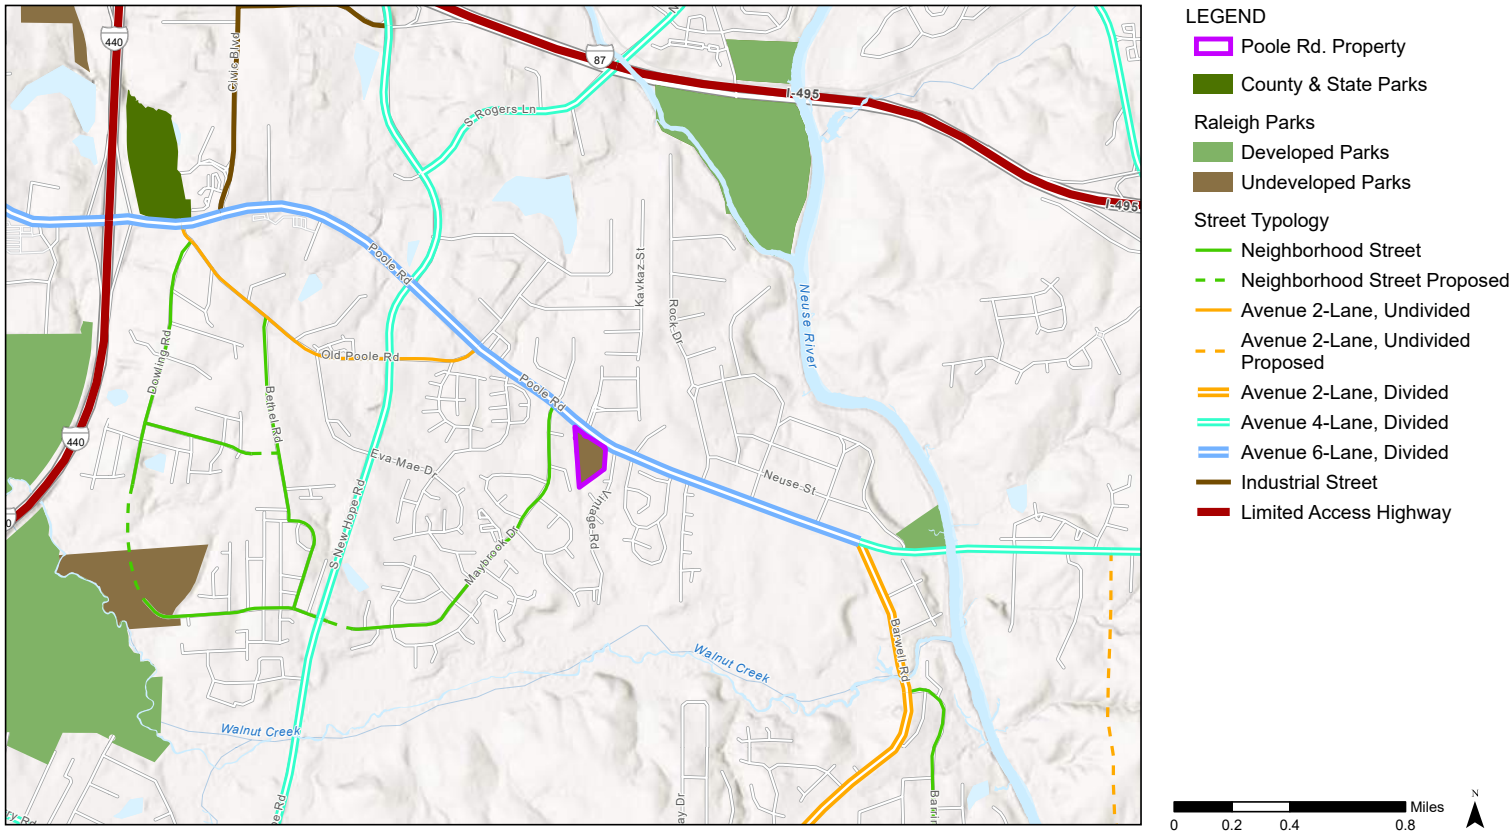 LEGEND
Poole Rd. Property
County & State Parks
Raleigh Parks
Developed Parks
Undeveloped Parks
Street Typology
Neighborhood Street
Neighborhood Street Proposed
Avenue 2-Lane, Undivided
Avenue 2-Lane, Undivided
Proposed
Avenue 2-Lane, Divided
Avenue 4-Lane, Divided
Avenue 6-Lane, Divided
Industrial Street
Limited Access Highway
Miles
0 0.2 0.4 0.8
N
440
Civic Blvd
87
I-495
I-495
S Rogers Ln
Poole Rd
Kavkaz St
Rock Dr
Neuse River
Dowling Rd
Old Poole Rd
Poole Rd
Bethel Rd
440
Eva Mae Dr
Neuse St
S New Hope Rd
Vintage Rd
Maybrook Dr
Barwell Rd
Walnut Creek
Walnut Creek